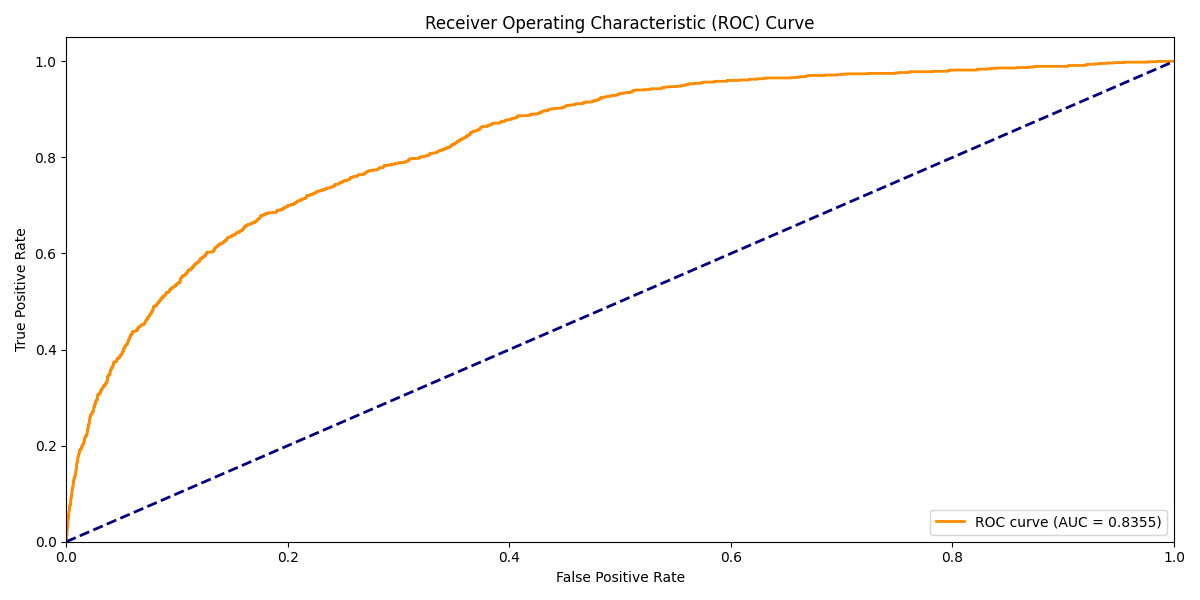 Receiver Operating Characteristic (ROC) Curve
True Positive Rate
1.0
0.8
0.6
0.4
0.2
0.0
ROC curve (AUC = 0.8355)
0.0 0.2 0.4 0.6 0.8 1.0
False Positive Rate